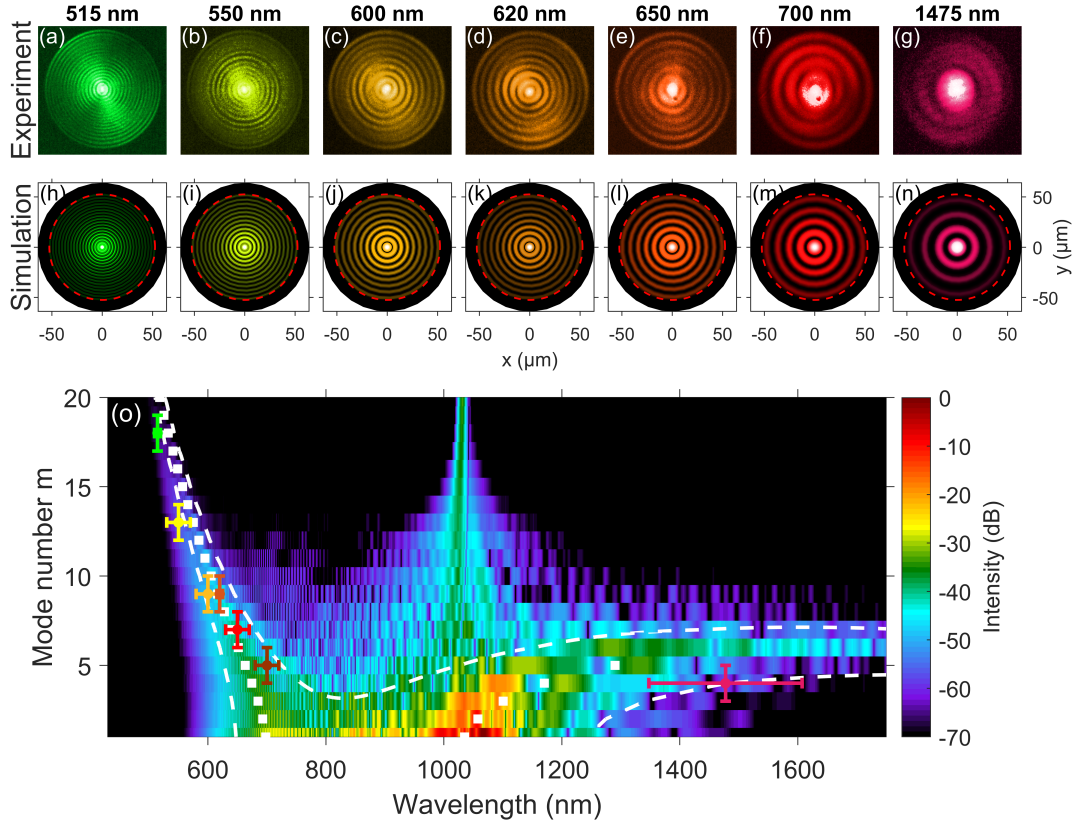 515 nm 550 nm 600 nm 620 nm 650 nm 700 nm 1475 nm
Experiment
(a) (b) (c) (d) (e) (f) (g)
Simulation
(h) (i) (j) (k) (l) (m) (n)
50
0
-50
y (μm)
-50 0 50 -50 0 50 -50 0 50 -50 0 50 -50 0 50 -50 0 50 -50 0 50
x (μm)
(o)
Mode number m
20
15
10
5
600 800 1000 1200 1400 1600
Wavelength (nm)
0
-10
-20
-30
-40
-50
-60
-70
Intensity (dB)